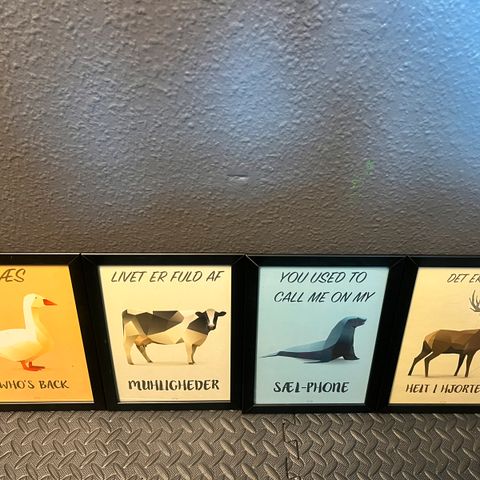 ÆS
WHO'S BACK
LIVET ER FULD AF
MUHLIGHEDER
YOU USED TO
CALL ME ON MY
SÆL-PHONE
DET ER
HELT I HJORTE